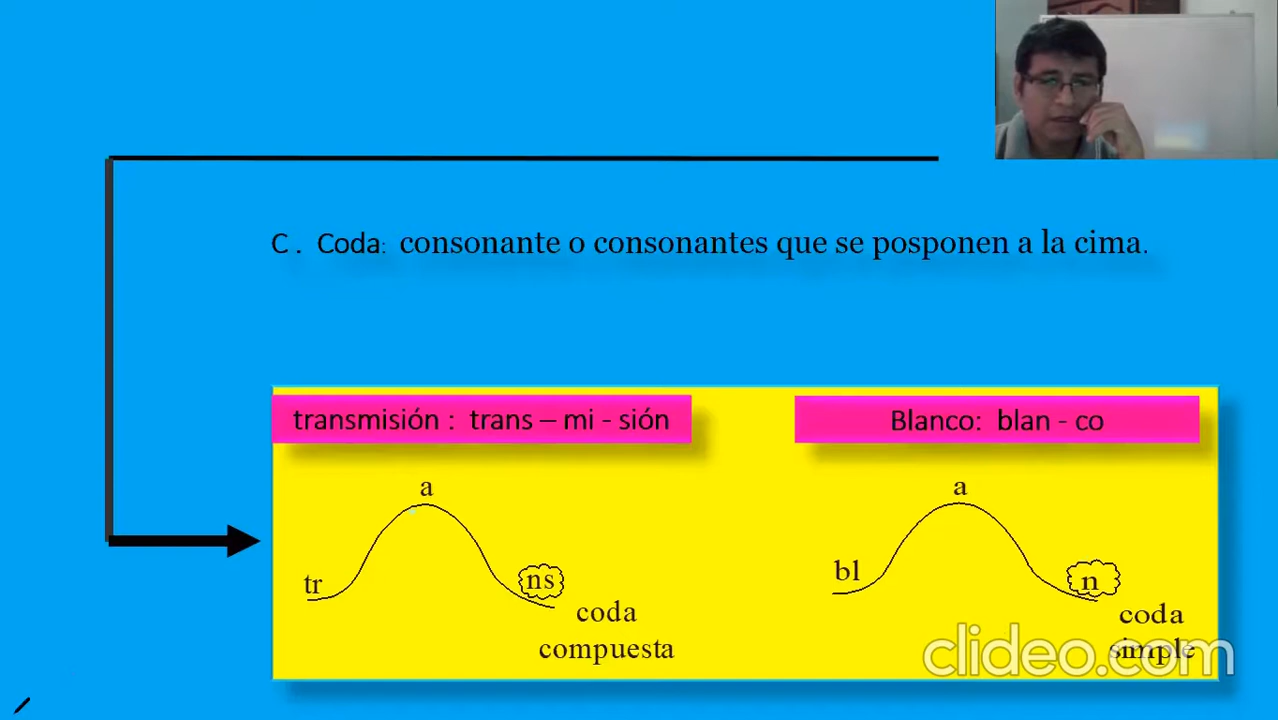 C . Coda: consonante o consonantes que se posponen a la cima.
transmisión : trans – mi - sión
Blanco: blan - co
a
a
tr
ns
bl
n
coda
compuesta
coda
simple
clideo.com